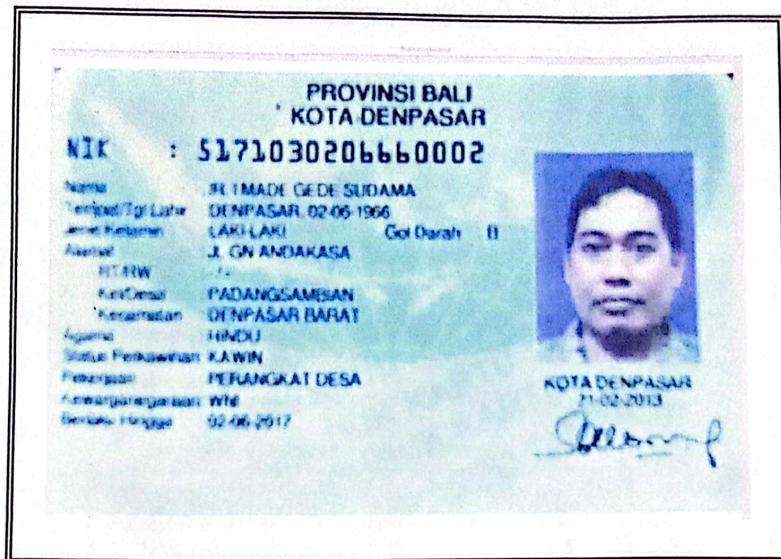 PROVINSI BALI
KOTA DENPASAR
NIK : 5171030206660002
Nama MADE GEDE SUDAMA
Tempat/Tgl Lahir DENPASAR, 02-06-1966
Jenis Kelamin LAKI-LAKI Gol Darah B
Alamat JL GN ANDAKASA
RT/RW -/-
Kel/Desa PADANGSAMBIAN
Kecamatan DENPASAR BARAT
Agama HINDU
Status Perkawinan KAWIN
Pekerjaan PERANGKAT DESA
Kewarganegaraan WNI
Berlaku Hingga 02-06-2017
KOTA DENPASAR
21-02-2013